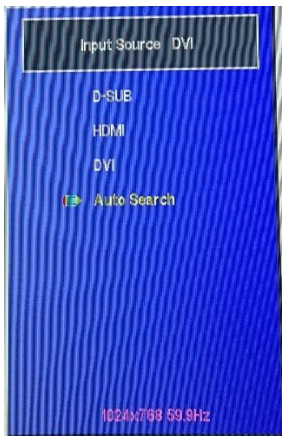 Input Source DVI
D-SUB
HDMI
DVI
Auto Search
1024x768 59.9Hz